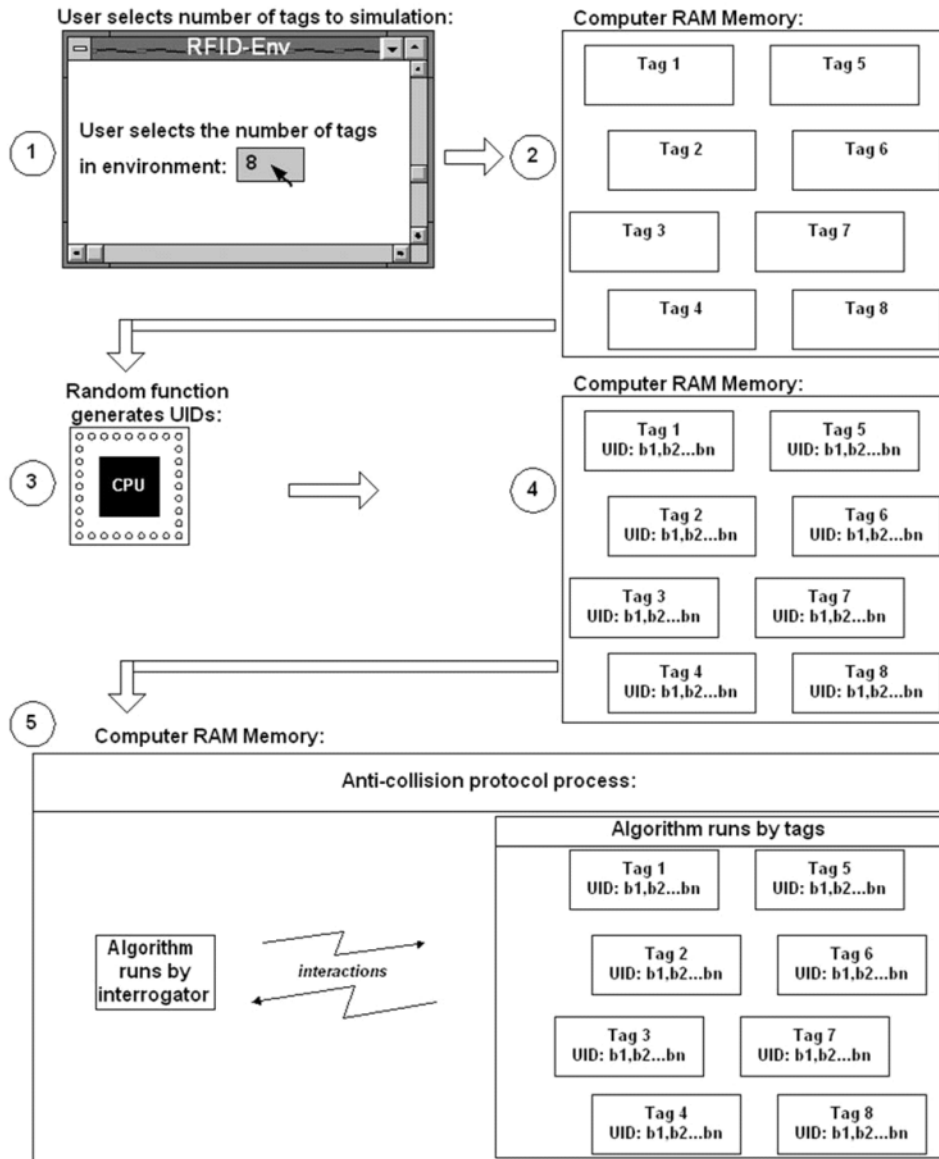 User selects number of tags to simulation:
RFID-Env
1
User selects the number of tags
in environment: 8
Computer RAM Memory:
2
Tag 1
Tag 5
Tag 2
Tag 6
Tag 3
Tag 7
Tag 4
Tag 8
Random function
generates UIDs:
3
CPU
Computer RAM Memory:
4
Tag 1
UID: b1,b2...bn
Tag 5
UID: b1,b2...bn
Tag 2
UID: b1,b2...bn
Tag 6
UID: b1,b2...bn
Tag 3
UID: b1,b2...bn
Tag 7
UID: b1,b2...bn
Tag 4
UID: b1,b2...bn
Tag 8
UID: b1,b2...bn
5
Computer RAM Memory:
Anti-collision protocol process:
Algorithm
runs by
interrogator
interactions
Algorithm runs by tags
Tag 1
UID: b1,b2...bn
Tag 5
UID: b1,b2...bn
Tag 2
UID: b1,b2...bn
Tag 6
UID: b1,b2...bn
Tag 3
UID: b1,b2...bn
Tag 7
UID: b1,b2...bn
Tag 4
UID: b1,b2...bn
Tag 8
UID: b1,b2...bn